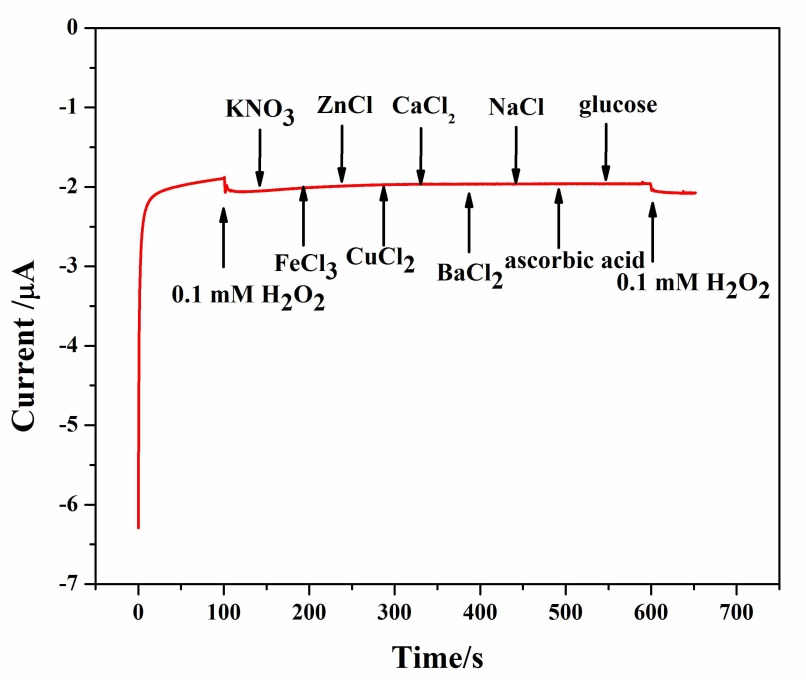 0
-1
-2
-3
-4
-5
-6
-7
Current /μA
KNO3
ZnCl
CaCl2
NaCl
glucose
0.1 mM H2O2
FeCl3
CuCl2
BaCl2
ascorbic acid
0.1 mM H2O2
0 100 200 300 400 500 600 700
Time/s